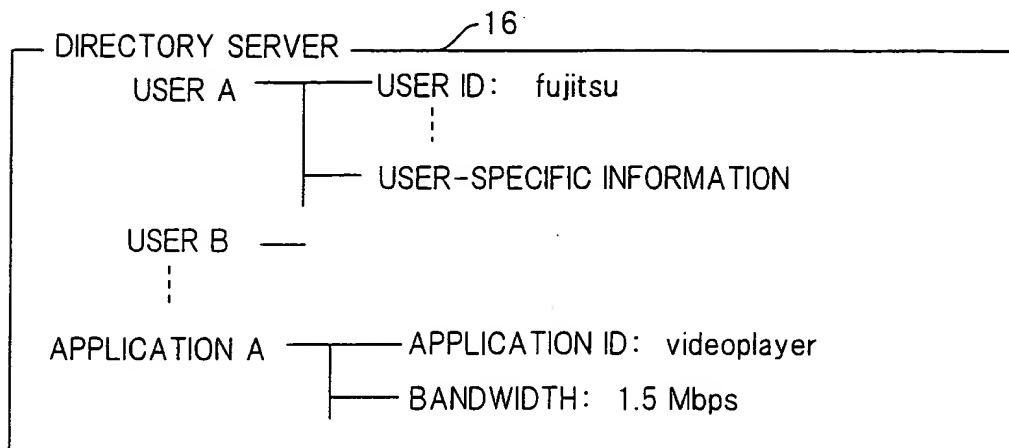 16
DIRECTORY SERVER
USER A
USER ID: fujitsu
USER-SPECIFIC INFORMATION
USER B
APPLICATION A
APPLICATION ID: videoplayer
BANDWIDTH: 1.5 Mbps